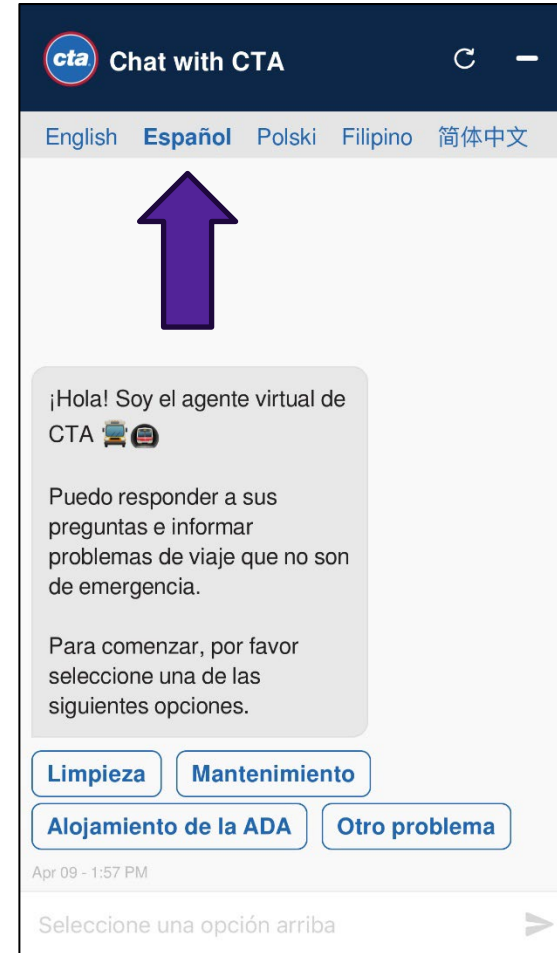 cta Chat with CTA
English Español Polski Filipino 简体中文
¡Hola! Soy el agente virtual de
CTA
Puedo responder a sus
preguntas e informar
problemas de viaje que no son
de emergencia.
Para comenzar, por favor
seleccione una de las
siguientes opciones.
Limpieza Mantenimiento
Alojamiento de la ADA Otro problema
Apr 09 - 1:57 PM
Seleccione una opción arriba